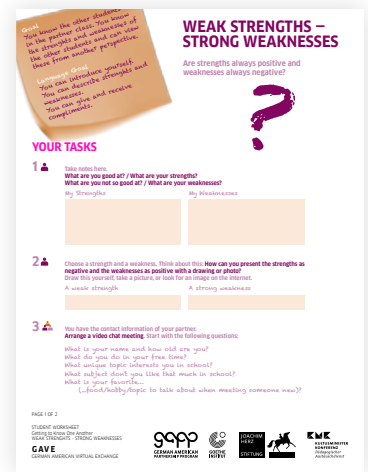 Goal
You know the other students
in the partner class. You know
the strengths and weaknesses of
the other students and can view
these from another perspective.
Language Goal
You can introduce yourself.
You can describe strenghts and
weaknesses.
You can give and receive
compliments.
WEAK STRENGTHS –
STRONG WEAKNESSES
Are strengths always positive and
weaknesses always negative?
?
YOUR TASKS
1
Take notes here.
What are you good at? / What are your strengths?
What are you not so good at? / What are your weaknesses?
My Strengths
My Weaknesses
2
Choose a strength and a weakness. Think about this: How can you present the strengths as
negative and the weaknesses as positive with a drawing or photo?
Draw this yourself, take a picture, or look for an image on the internet.
A weak strength
A strong weakness
3
You have the contact information of your partner.
Arrange a video chat meeting. Start with the following questions:
What is your name and how old are you?
What do you do in your free time?
What unique topic interests you in school?
What subject don't you like that much in school?
What is your favorite...
(...food/hobby/topic to talk about when meeting someone new)?
PAGE 1 OF 2
STUDENT WORKSHEET
Getting to Know One Another
WEAK STRENGTHS - STRONG WEAKNESSES
GAVE
GERMAN AMERICAN VIRTUAL EXCHANGE
gapp
GERMAN AMERICAN
PARTNERSHIP PROGRAM
GOETHE
INSTITUT
JOACHIM
HERZ
STIFTUNG
KMK
KULTUSMINISTER
KONFERENZ
Pädagogischer
Austauschdienst